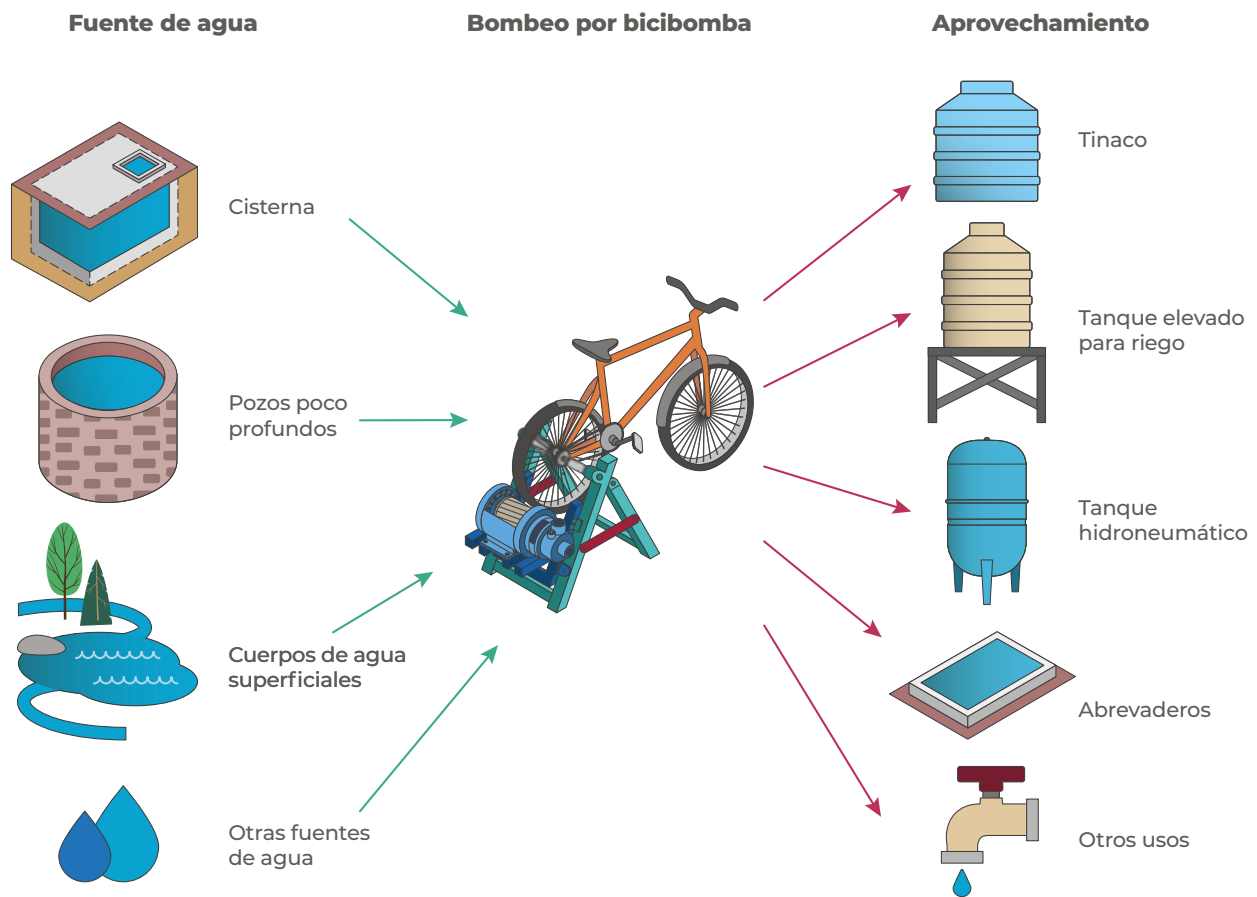 Fuente de agua
Bombeo por bicibomba
Aprovechamiento
Cisterna
Pozos poco
profundos
Cuerpos de agua
superficiales
Otras fuentes
de agua
Tinaco
Tanque elevado
para riego
Tanque
hidroneumático
Abrevaderos
Otros usos